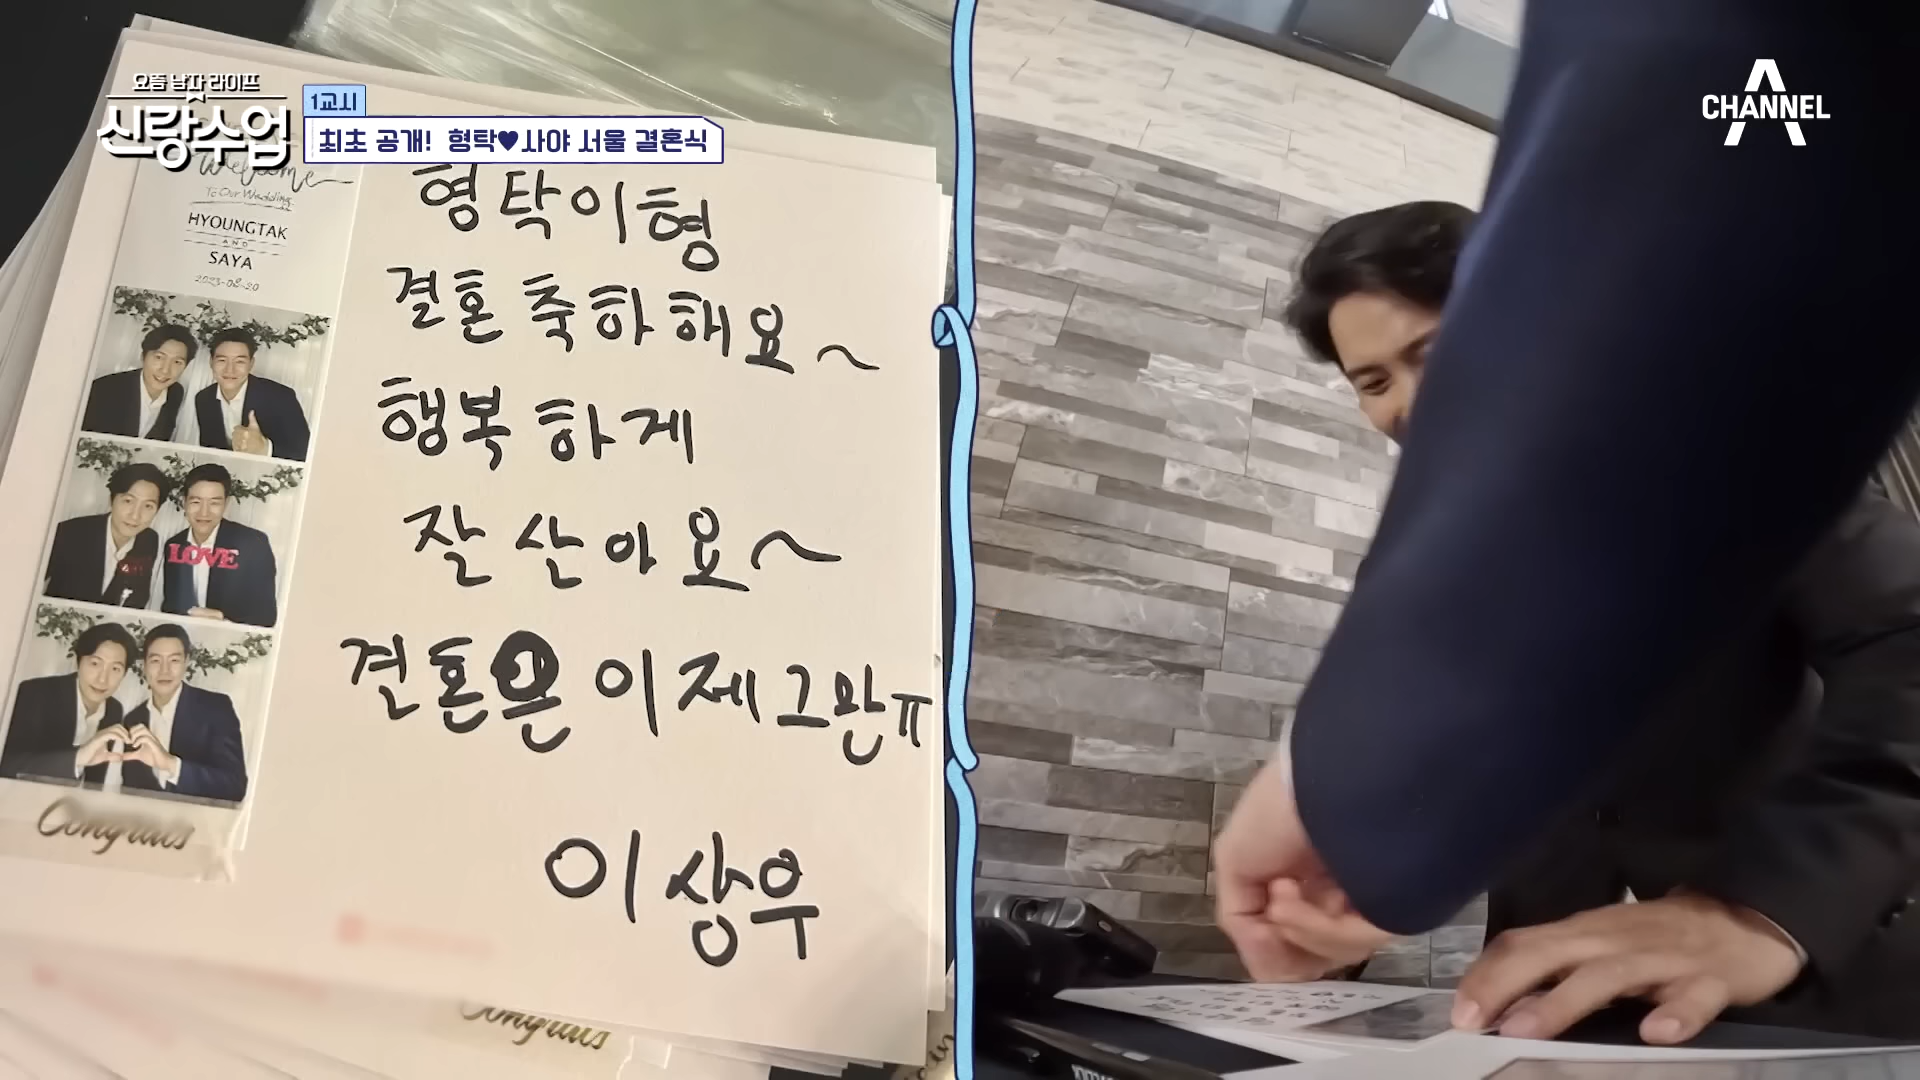 요즘 남자 라이프
신랑수업
1교시
최초 공개! 형탁♥사야 서울 결혼식
CHANNEL A
Welcome
To Our Wedding
HYOUNGTAK
AND
SAYA
2023-08-20
LOVE
Congrats
형탁이형
결혼 축하해요~
행복하게
잘 살아요~
결혼은 이제 그만ㅠ
이상우
Congrats